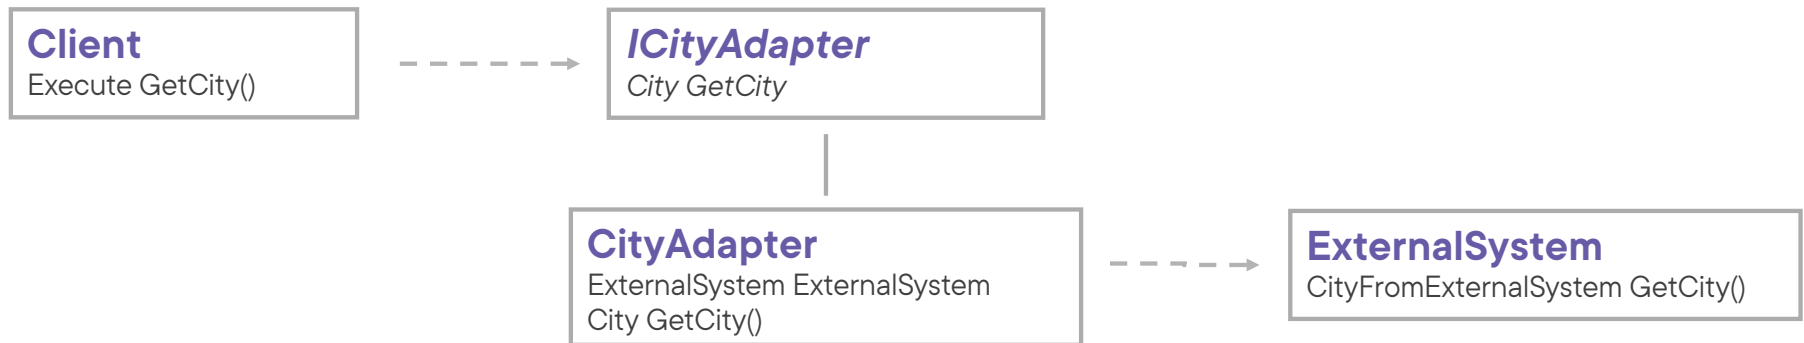 Client
Execute GetCity()
ICityAdapter
City GetCity
CityAdapter
ExternalSystem ExternalSystem
City GetCity()
ExternalSystem
CityFromExternalSystem GetCity()